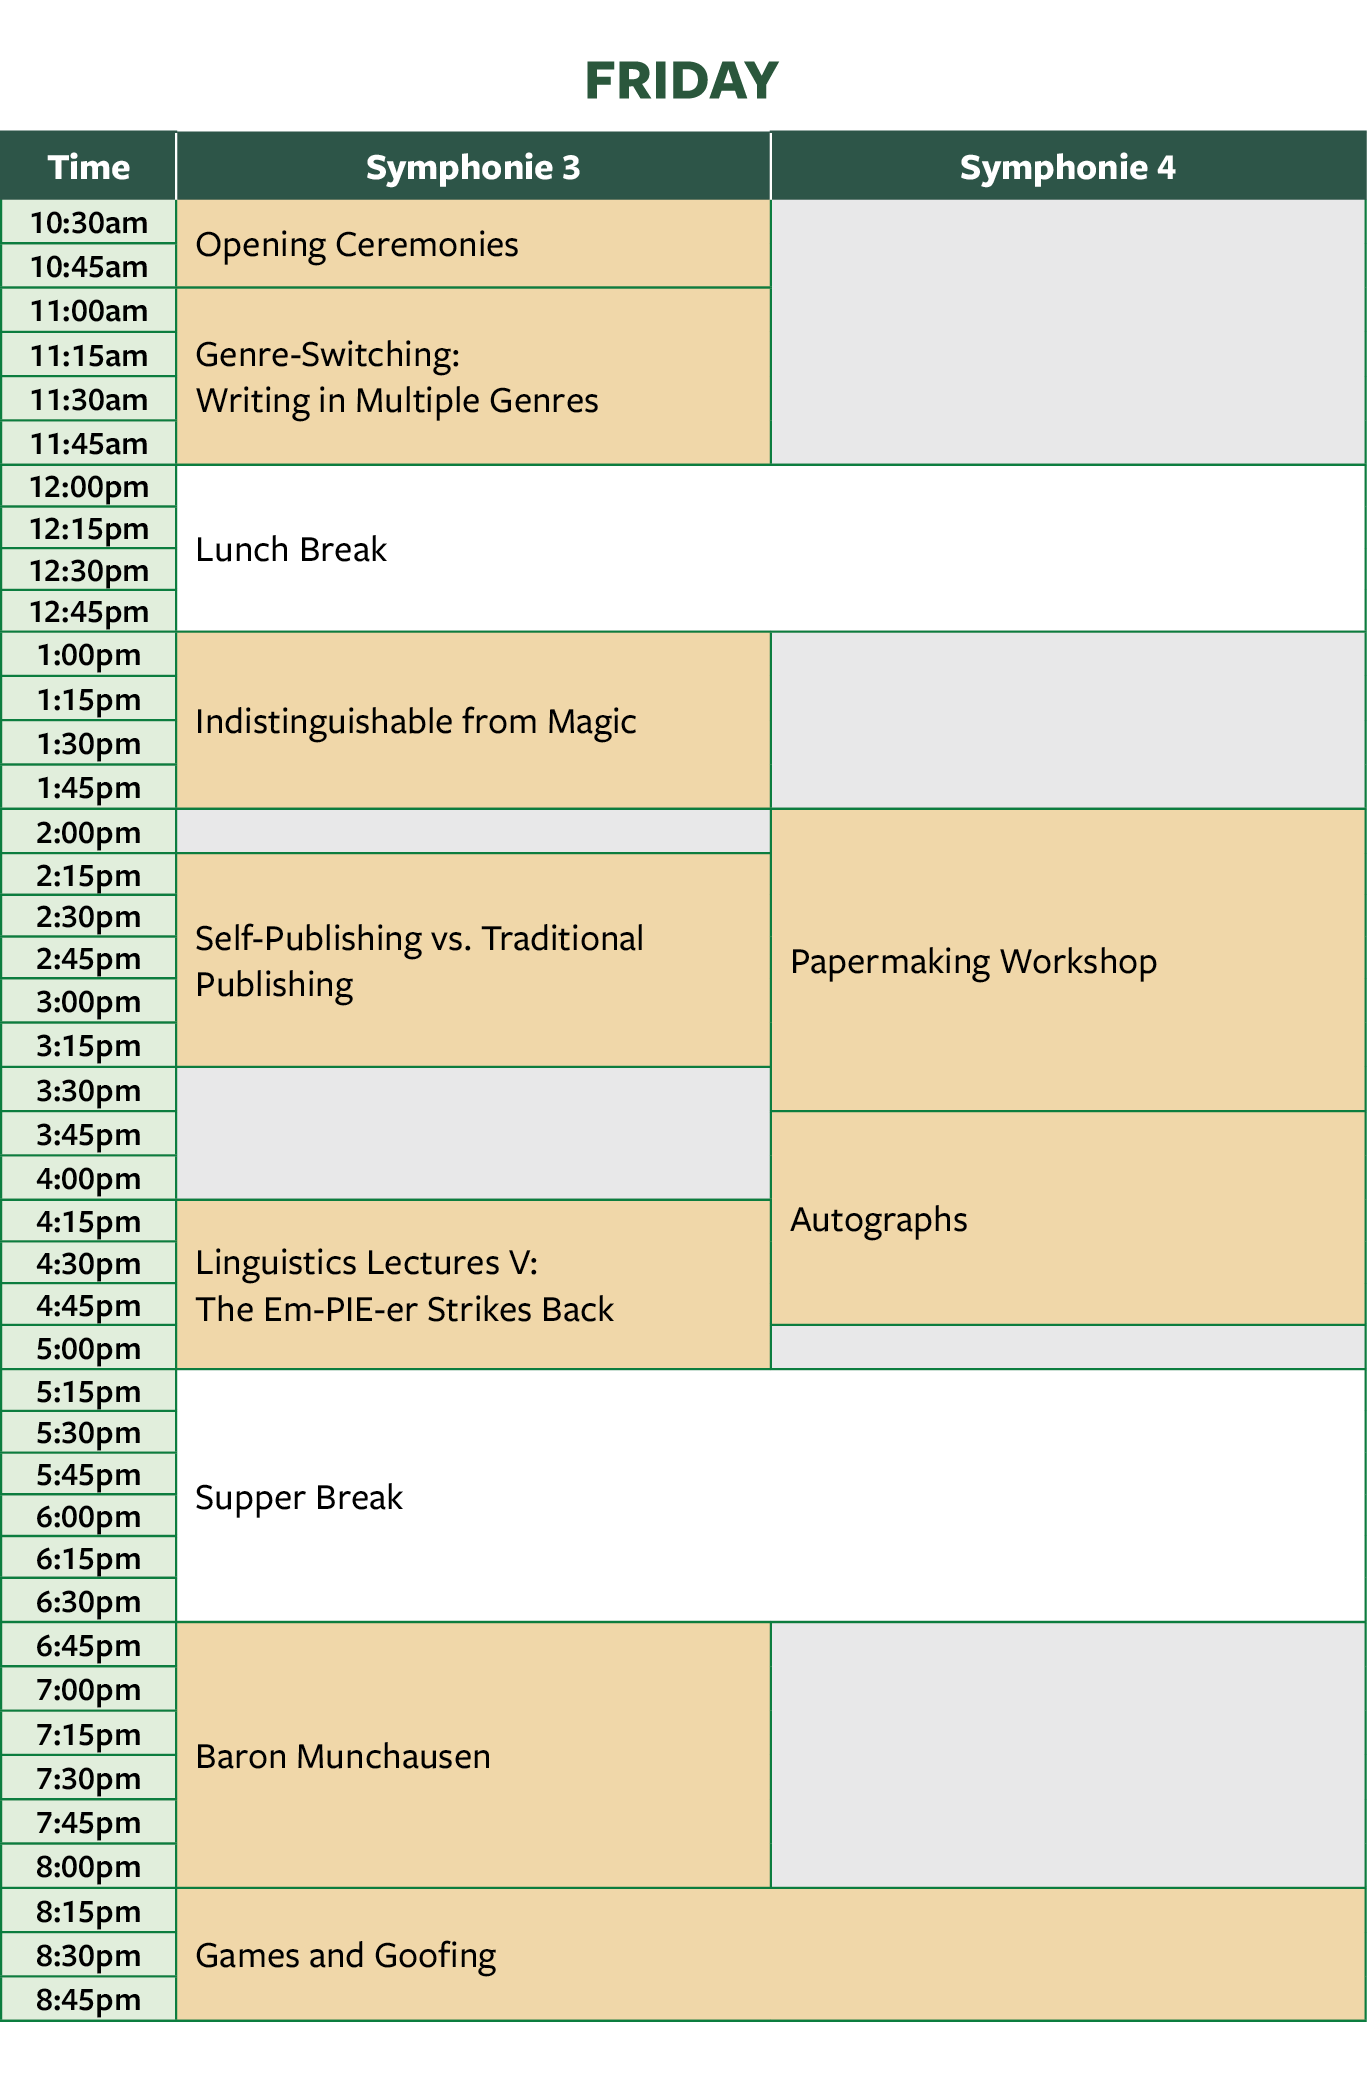 FRIDAY
Time Symphonie 3 Symphonie 4
10:30am
Opening Ceremonies
10:45am
11:00am
11:15am
Genre-Switching:
11:30am
Writing in Multiple Genres
11:45am
12:00pm
12:15pm
Lunch Break
12:30pm
12:45pm
1:00pm
1:15pm
Indistinguishable from Magic
1:30pm
1:45pm
2:00pm
2:15pm
2:30pm
Self-Publishing vs. Traditional
2:45pm
Papermaking Workshop
Publishing
3:00pm
3:15pm
3:30pm
3:45pm
4:00pm
4:15pm
Autographs
4:30pm
Linguistics Lectures V:
4:45pm
The Em-PIE-er Strikes Back
5:00pm
5:15pm
5:30pm
5:45pm
Supper Break
6:00pm
6:15pm
6:30pm
6:45pm
7:00pm
7:15pm
Baron Munchausen
7:30pm
7:45pm
8:00pm
8:15pm
8:30pm
Games and Goofing
8:45pm